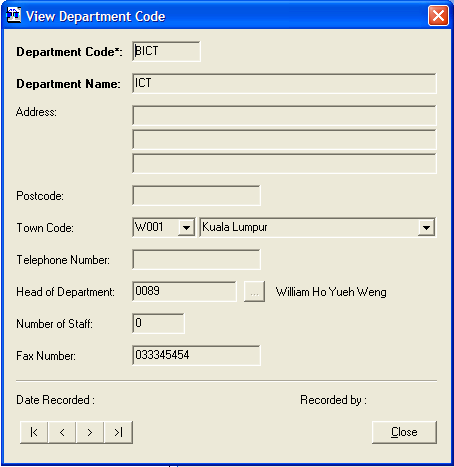 View Department Code
Department Code*: BICT
Department Name: ICT
Address:
Postcode:
Town Code: W001 Kuala Lumpur
Telephone Number:
Head of Department: 0089 ... William Ho Yueh Weng
Number of Staff: 0
Fax Number: 033345454
Date Recorded : Recorded by :
|< < > >| Close